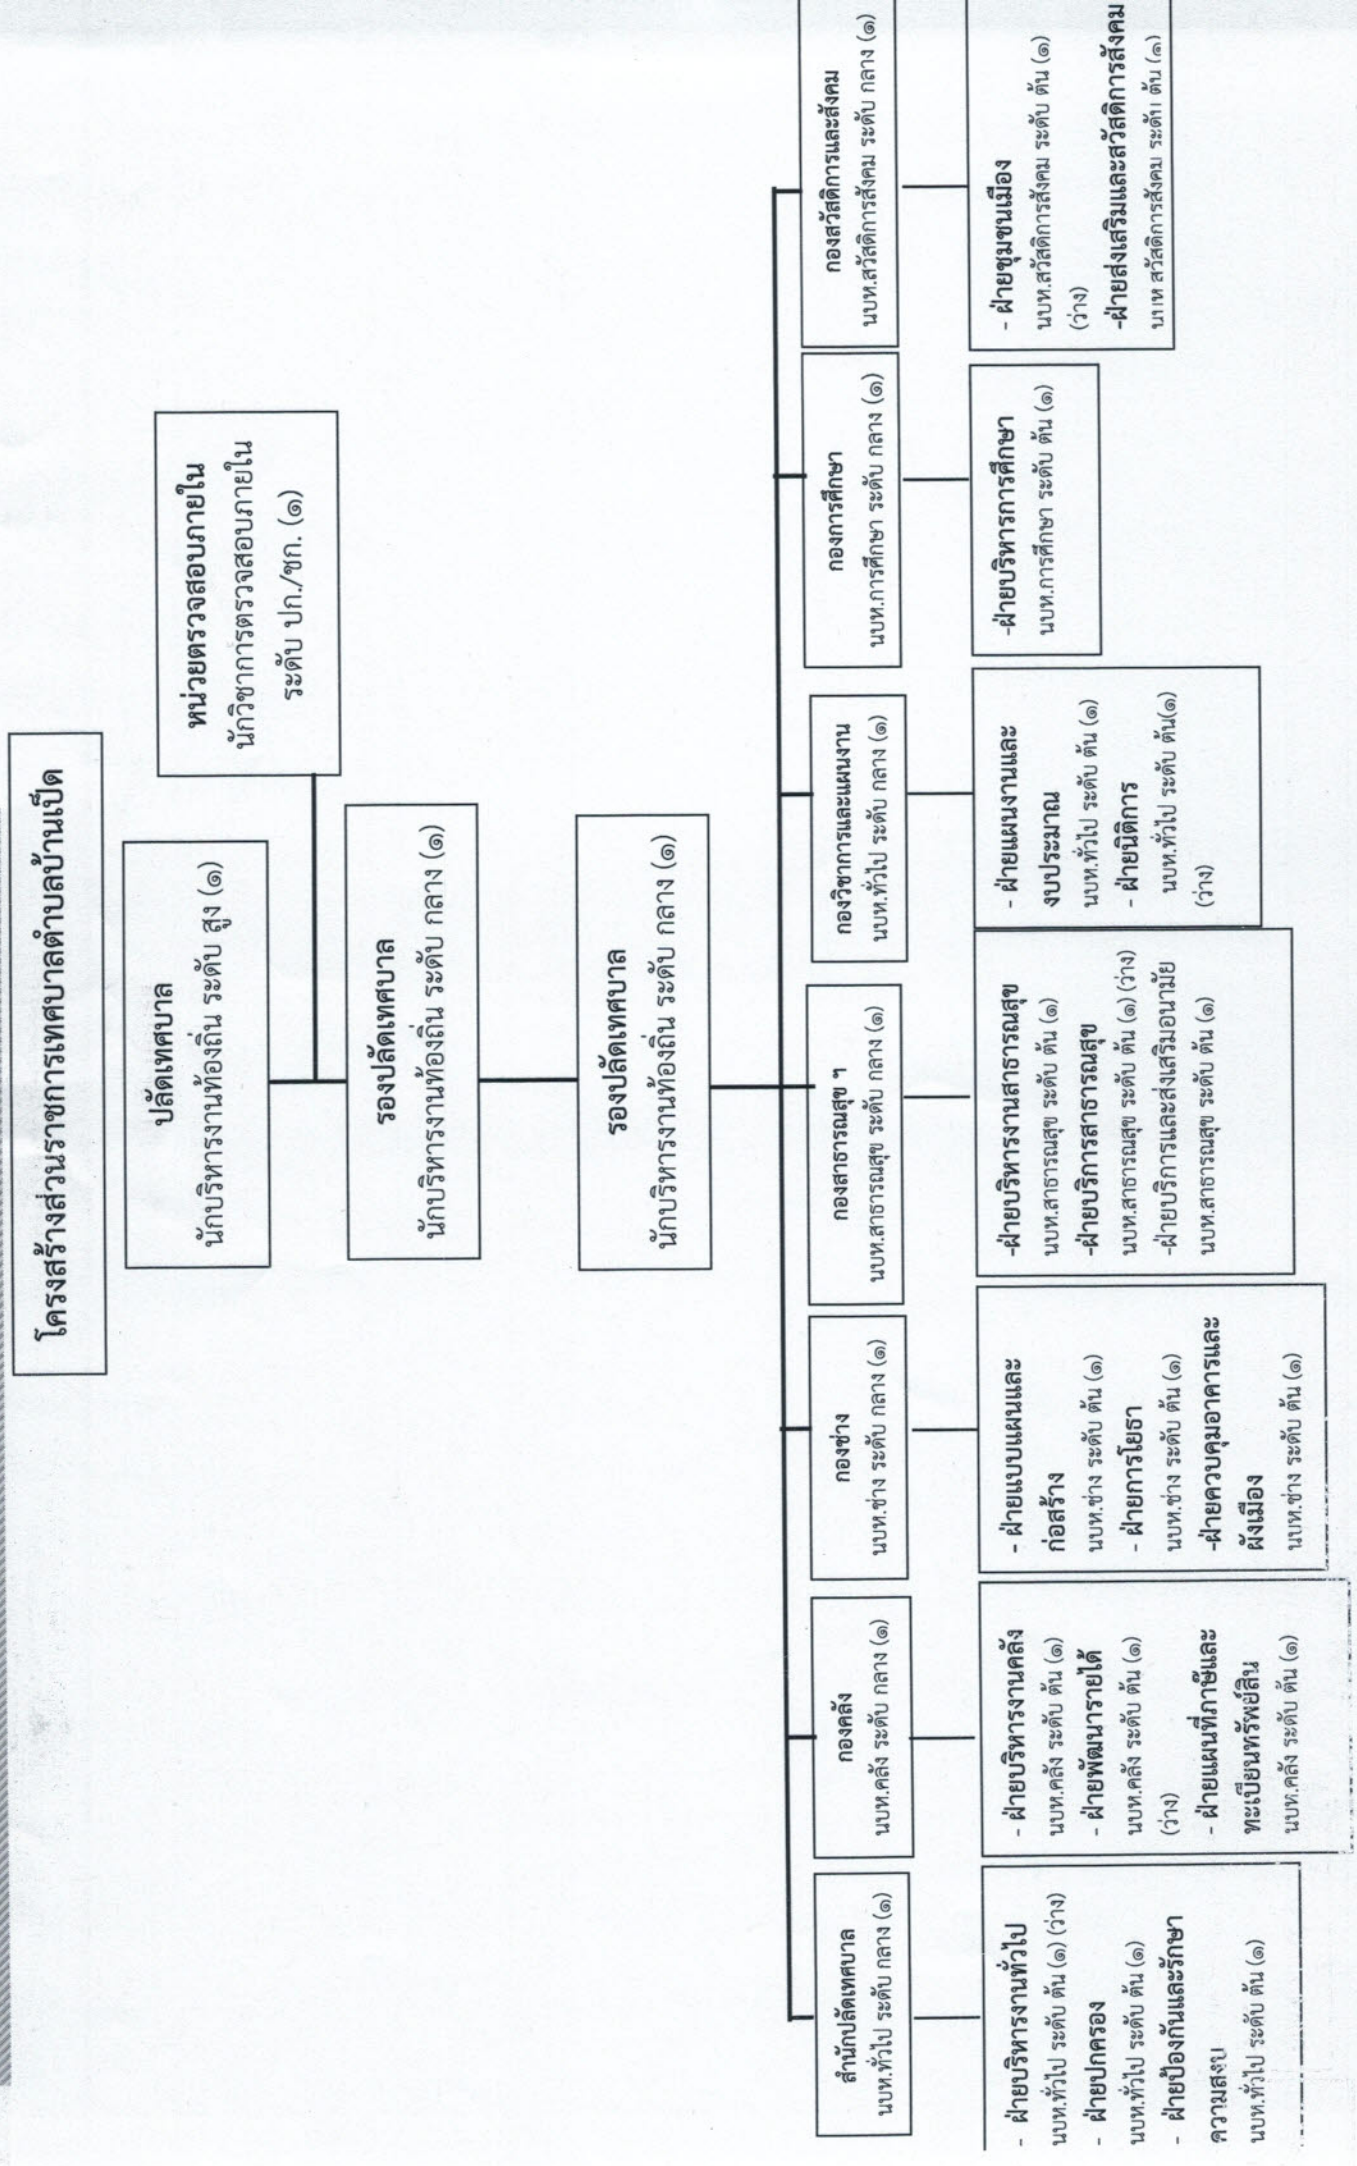 โครงสร้างส่วนราชการเทศบาลตำบลบ้านเป็ด
ปลัดเทศบาล
นักบริหารงานท้องถิ่น ระดับ สูง (๑)
หน่วยตรวจสอบภายใน
นักวิชาการตรวจสอบภายใน
ระดับ ปก./ชก. (๑)
รองปลัดเทศบาล
นักบริหารงานท้องถิ่น ระดับ กลาง (๑)
รองปลัดเทศบาล
นักบริหารงานท้องถิ่น ระดับ กลาง (๑)
สำนักปลัดเทศบาล
นบท.ทั่วไป ระดับ กลาง (๑)
กองคลัง
นบท.คลัง ระดับ กลาง (๑)
กองช่าง
นบท.ช่าง ระดับ กลาง (๑)
กองสาธารณสุข ฯ
นบท.สาธารณสุข ระดับ กลาง (๑)
กองวิชาการและแผนงาน
นบท.ทั่วไป ระดับ กลาง (๑)
กองการศึกษา
นบท.การศึกษา ระดับ กลาง (๑)
กองสวัสดิการและสังคม
นบท.สวัสดิการสังคม ระดับ กลาง (๑)
- ฝ่ายบริหารงานทั่วไป
นบท.ทั่วไป ระดับ ต้น (๑) (ว่าง)
- ฝ่ายปกครอง
นบท.ทั่วไป ระดับ ต้น (๑)
- ฝ่ายป้องกันและรักษา
ความสงบ
นบท.ทั่วไป ระดับ ต้น (๑)
- ฝ่ายบริหารงานคลัง
นบท.คลัง ระดับ ต้น (๑)
- ฝ่ายพัฒนารายได้
นบท.คลัง ระดับ ต้น (๑)
(ว่าง)
- ฝ่ายแผนที่ภาษีและ
ทะเบียนทรัพย์สิน
นบท.คลัง ระดับ ต้น (๑)
- ฝ่ายแบบแผนและ
ก่อสร้าง
นบท.ช่าง ระดับ ต้น (๑)
- ฝ่ายการโยธา
นบท.ช่าง ระดับ ต้น (๑)
-ฝ่ายควบคุมอาคารและ
ผังเมือง
นบท.ช่าง ระดับ ต้น (๑)
-ฝ่ายบริหารงานสาธารณสุข
นบท.สาธารณสุข ระดับ ต้น (๑)
-ฝ่ายบริการสาธารณสุข
นบท.สาธารณสุข ระดับ ต้น (๑) (ว่าง)
-ฝ่ายบริการและส่งเสริมอนามัย
นบท.สาธารณสุข ระดับ ต้น (๑)
- ฝ่ายแผนงานและ
งบประมาณ
นบท.ทั่วไป ระดับ ต้น (๑)
- ฝ่ายนิติการ
นบท.ทั่วไป ระดับ ต้น(๑)
(ว่าง)
-ฝ่ายบริหารการศึกษา
นบท.การศึกษา ระดับ ต้น (๑)
- ฝ่ายชุมชนเมือง
นบท.สวัสดิการสังคม ระดับ ต้น (๑)
(ว่าง)
-ฝ่ายส่งเสริมและสวัสดิการสังคม
นบท สวัสดิการสังคม ระดับ ต้น (๑)